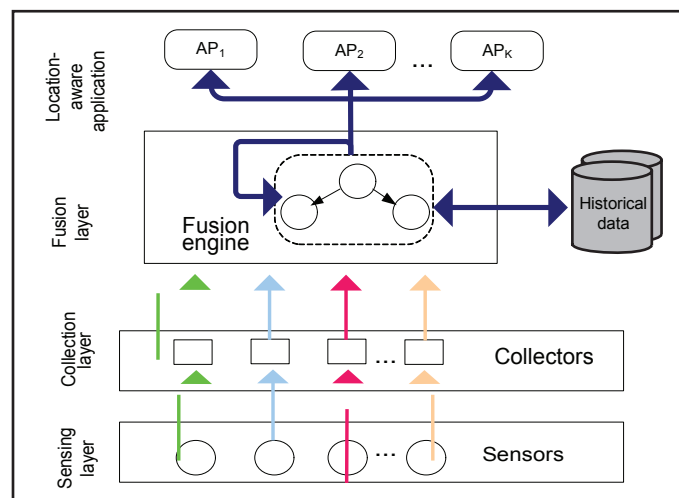 Location-
aware
application
AP1
AP2
...
APK
Fusion
layer
Fusion
engine
Historical
data
Collection
layer
...
Collectors
Sensing
layer
...
Sensors